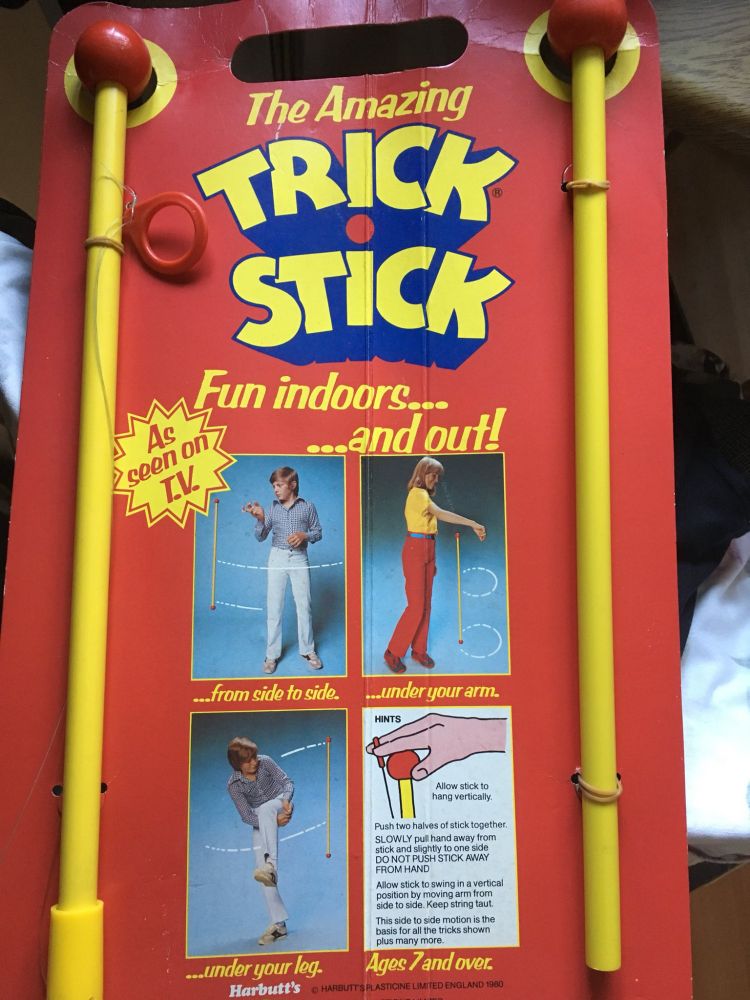 The Amazing
TRICK®
STICK
Fun indoors...
...and out!
As
seen on
T.V.
...from side to side.
...under your arm.
HINTS
Allow stick to
hang vertically.
Push two halves of stick together.
SLOWLY pull hand away from
stick and slightly to one side
DO NOT PUSH STICK AWAY
FROM HAND
Allow stick to swing in a vertical
position by moving arm from
side to side. Keep string taut.
This side to side motion is the
basis for all the tricks shown
plus many more.
...under your leg.
Ages 7 and over.
Harbutt's © HARBUTT'S PLASTICINE LIMITED ENGLAND 1980